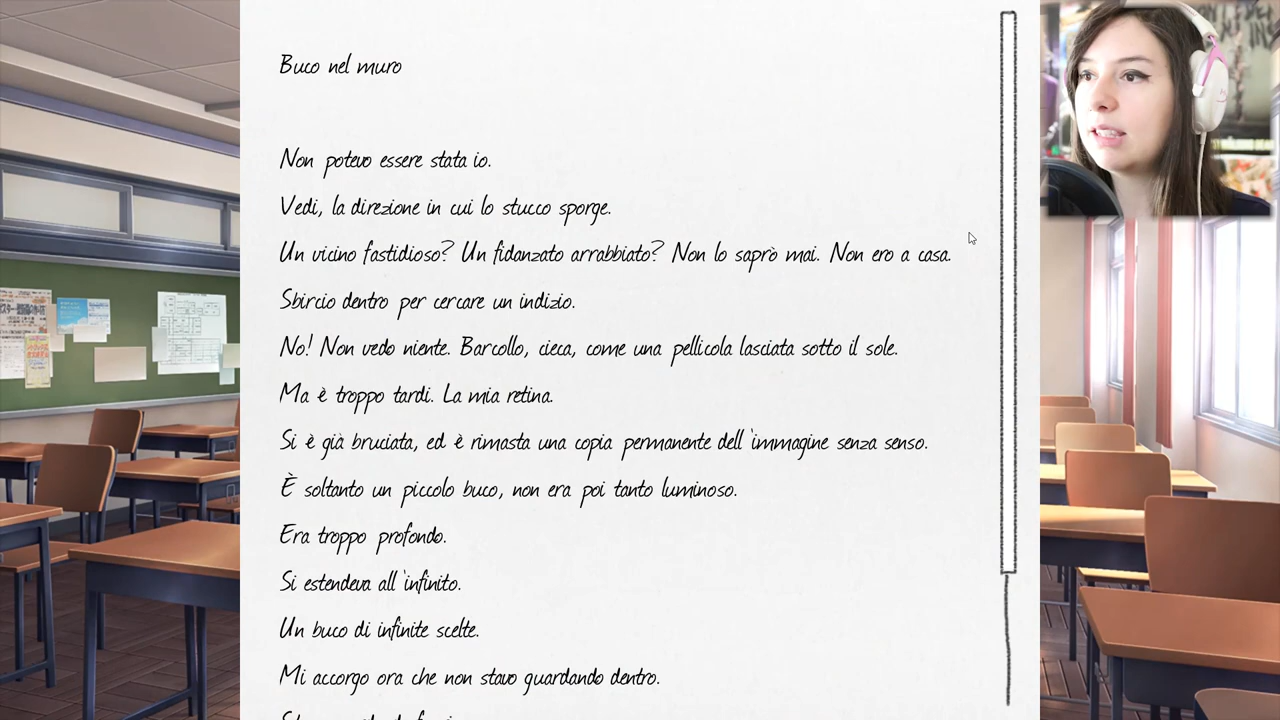 Buco nel muro
Non potevo essere stata io.
Vedi, la direzione in cui lo stucco sporge.
Un vicino fastidioso? Un fidanzato arrabbiato? Non lo saprò mai. Non ero a casa.
Sbircio dentro per cercare un indizio.
No! Non vedo niente. Barcollo, cieca, come una pellicola lasciata sotto il sole.
Ma è troppo tardi. La mia retina.
Si è già bruciata, ed è rimasta una copia permanente dell'immagine senza senso.
È soltanto un piccolo buco, non era poi tanto luminoso.
Era troppo profondo.
Si estendeva all'infinito.
Un buco di infinite scelte.
Mi accorgo ora che non stavo guardando dentro.